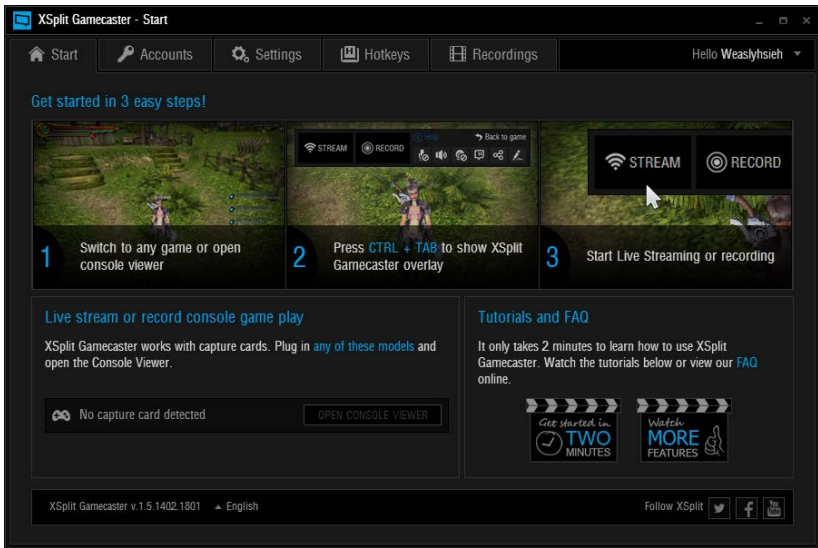 XSplit Gamecaster - Start
Start
Accounts
Settings
Hotkeys
Recordings
Hello Weaslyhsieh
Get started in 3 easy steps!
STREAM
RECORD
Help
Back to game
STREAM
RECORD
1
Switch to any game or open
console viewer
2
Press CTRL + TAB to show XSplit
Gamecaster overlay
3
Start Live Streaming or recording
Live stream or record console game play
XSplit Gamecaster works with capture cards. Plug in any of these models and
open the Console Viewer.
No capture card detected
OPEN CONSOLE VIEWER
Tutorials and FAQ
It only takes 2 minutes to learn how to use XSplit
Gamecaster. Watch the tutorials below or view our FAQ
online.
Get started in
TWO
MINUTES
Watch
MORE
FEATURES
XSplit Gamecaster v.1.5.1402.1801
English
Follow XSplit
You
Tube